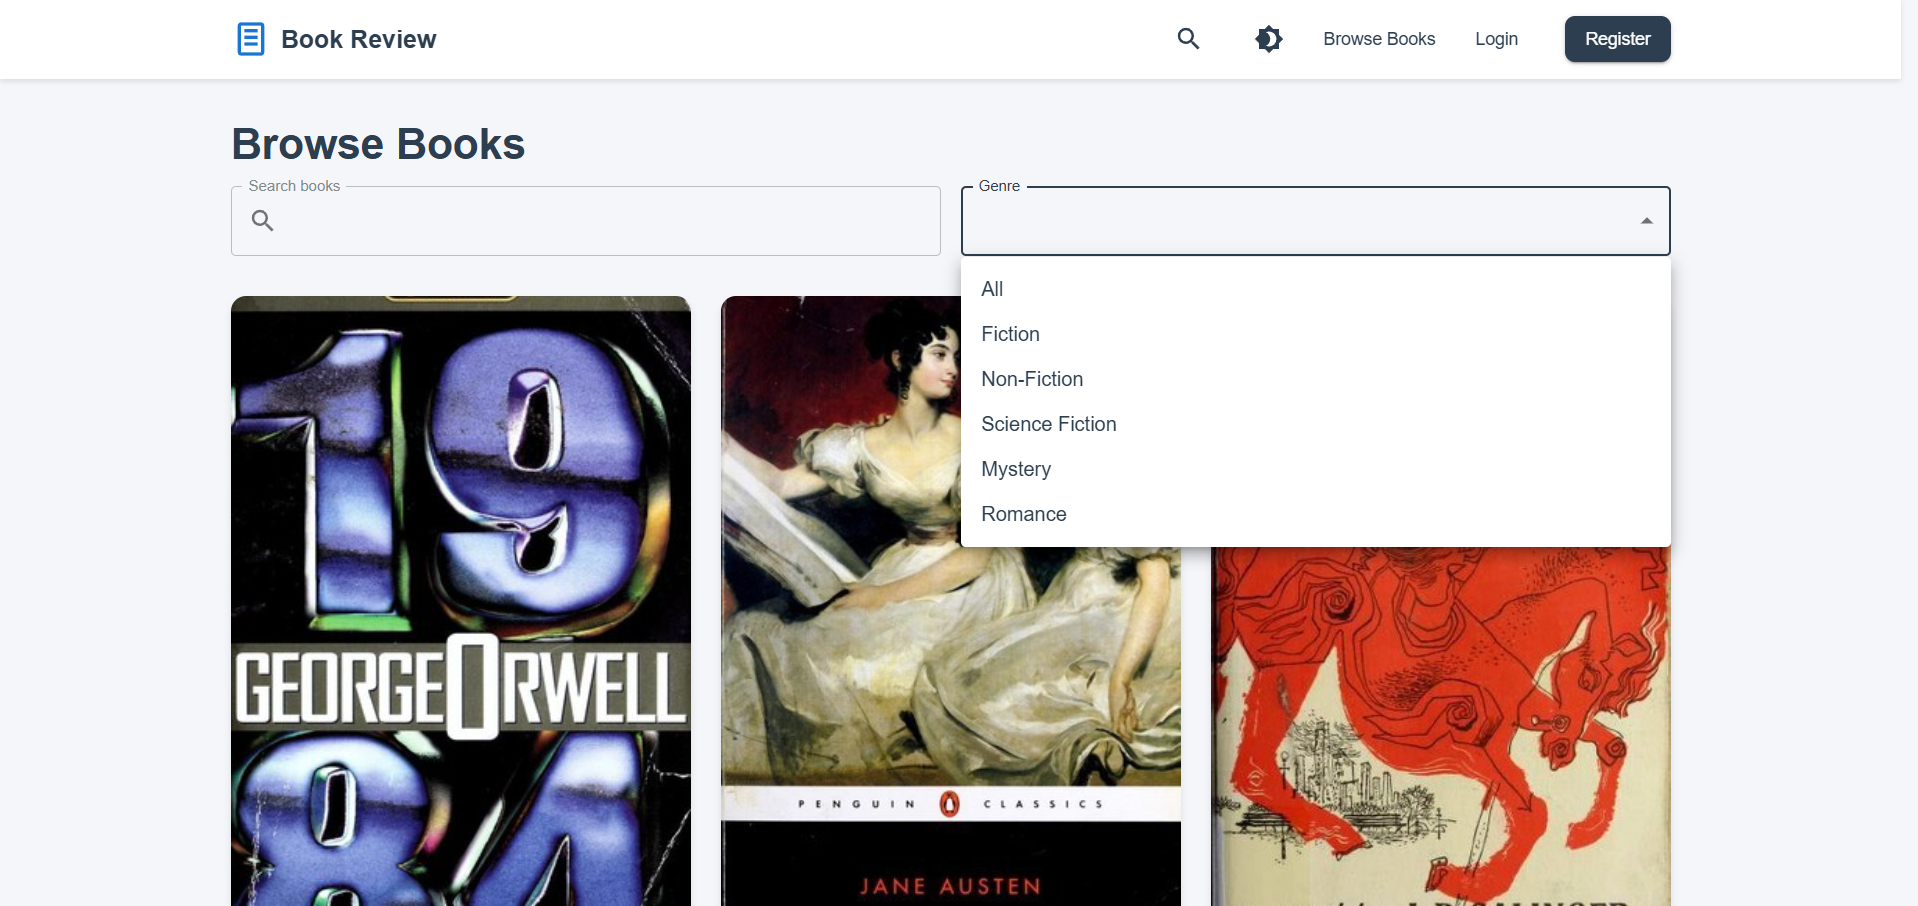 Book Review
Browse Books
Login
Register
Browse Books
Search books
Genre
All
Fiction
Non-Fiction
Science Fiction
Mystery
Romance
19
GEORGE ORWELL
84
PENGUIN CLASSICS
JANE AUSTEN
J. D. SALINGER